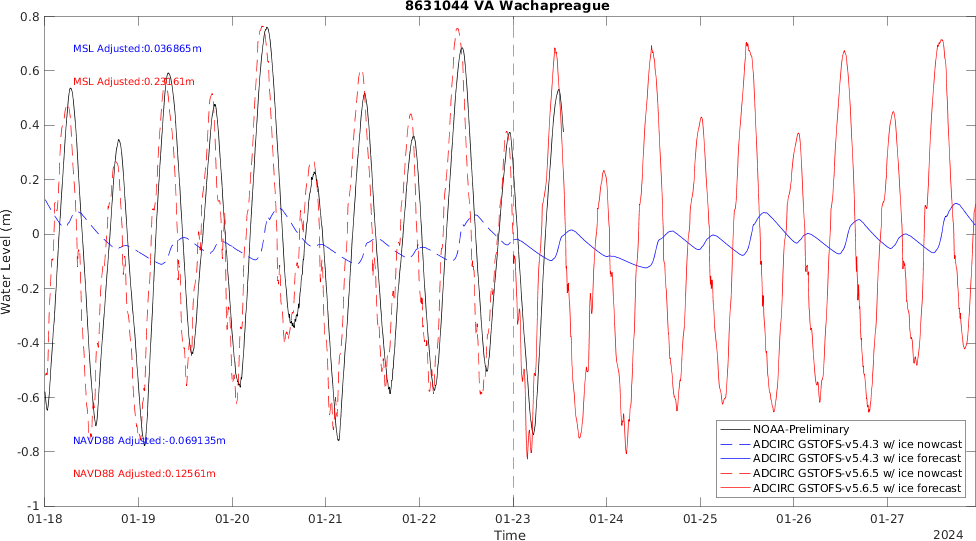 8631044 VA Wachapreague
0.8
0.6
0.4
0.2
0
-0.2
-0.4
-0.6
-0.8
-1
Water Level (m)
MSL Adjusted:0.036865m
MSL Adjusted:0.23161m
NAVD88 Adjusted:-0.069135m
NAVD88 Adjusted:0.12561m
NOAA-Preliminary
ADCIRC GSTOFS-v5.4.3 w/ ice nowcast
ADCIRC GSTOFS-v5.4.3 w/ ice forecast
ADCIRC GSTOFS-v5.6.5 w/ ice nowcast
ADCIRC GSTOFS-v5.6.5 w/ ice forecast
01-18 01-19 01-20 01-21 01-22 01-23 01-24 01-25 01-26 01-27
Time
2024